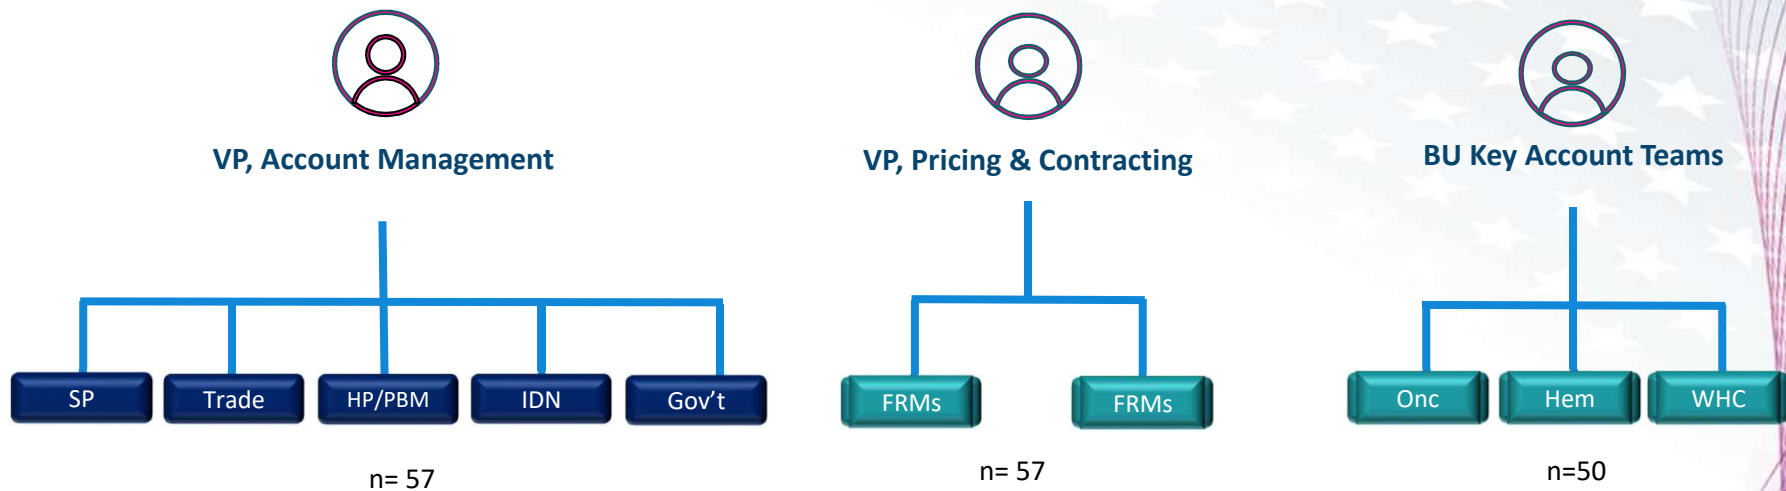 VP, Account Management
VP, Pricing & Contracting
BU Key Account Teams
SP
Trade
HP/PBM
IDN
Gov’t
FRMs
FRMs
Onc
Hem
WHC
n= 57
n= 57
n=50